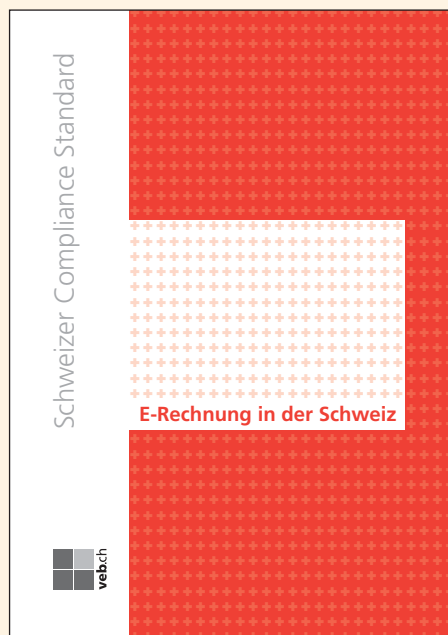 Schweizer Compliance Standard
E-Rechnung in der Schweiz
veb.ch